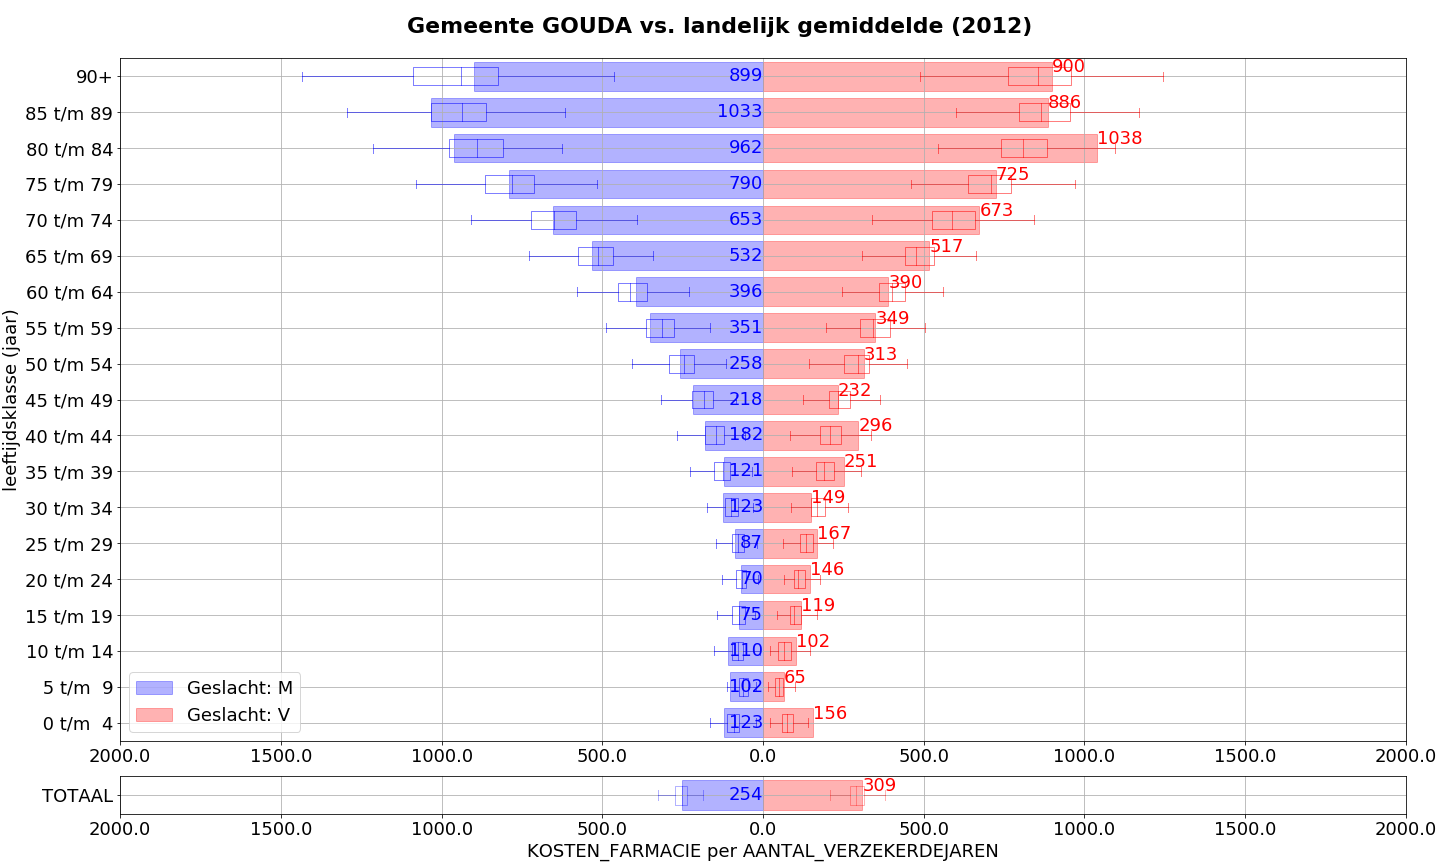 Gemeente GOUDA vs. landelijk gemiddelde (2012)
leeftijdsklasse (jaar)
90+ 899 900
85 t/m 89 1033 886
80 t/m 84 962 1038
75 t/m 79 790 725
70 t/m 74 653 673
65 t/m 69 532 517
60 t/m 64 396 390
55 t/m 59 351 349
50 t/m 54 258 313
45 t/m 49 218 232
40 t/m 44 182 296
35 t/m 39 121 251
30 t/m 34 123 149
25 t/m 29 87 167
20 t/m 24 70 146
15 t/m 19 75 119
10 t/m 14 110 102
5 t/m  9 102 65
0 t/m  4 123 156
Geslacht: M
Geslacht: V
2000.0 1500.0 1000.0 500.0 0.0 500.0 1000.0 1500.0 2000.0
TOTAAL 254 309
2000.0 1500.0 1000.0 500.0 0.0 500.0 1000.0 1500.0 2000.0
KOSTEN_FARMACIE per AANTAL_VERZEKERDEJAREN